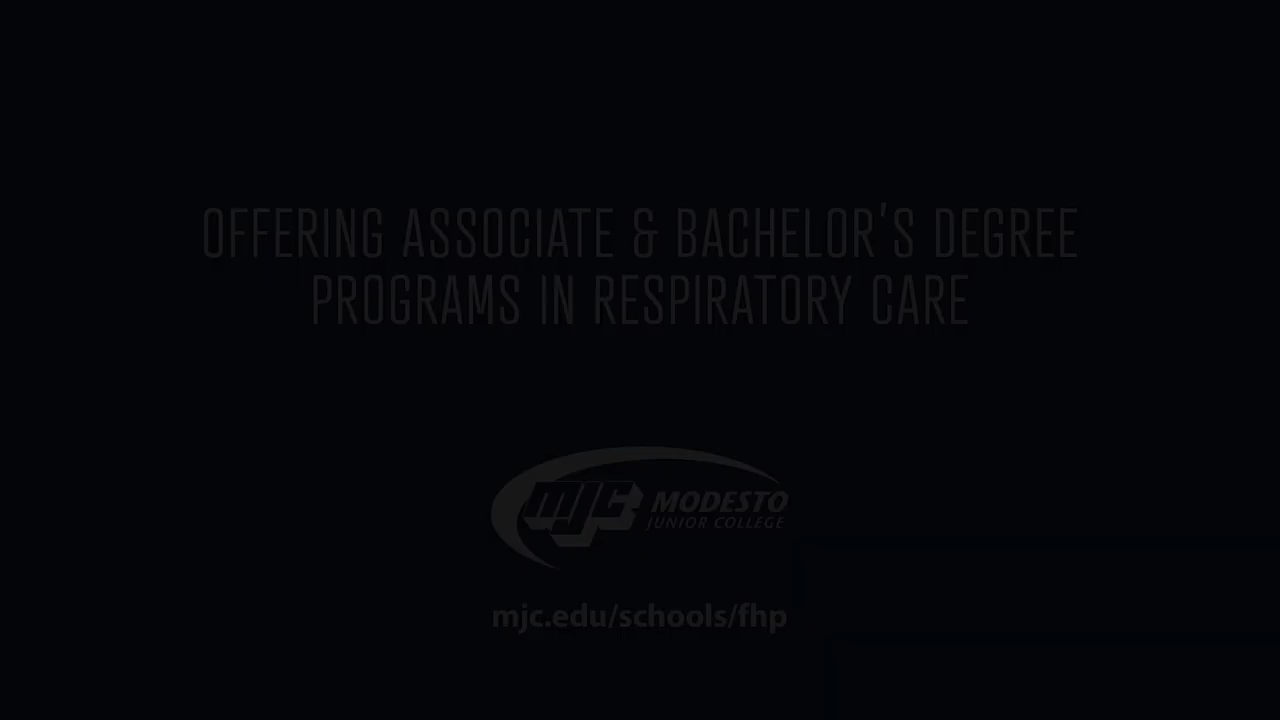 OFFERING ASSOCIATE & BACHELOR'S DEGREE
PROGRAMS IN RESPIRATORY CARE
mjc MODESTO
JUNIOR COLLEGE
mjc.edu/schools/fhp